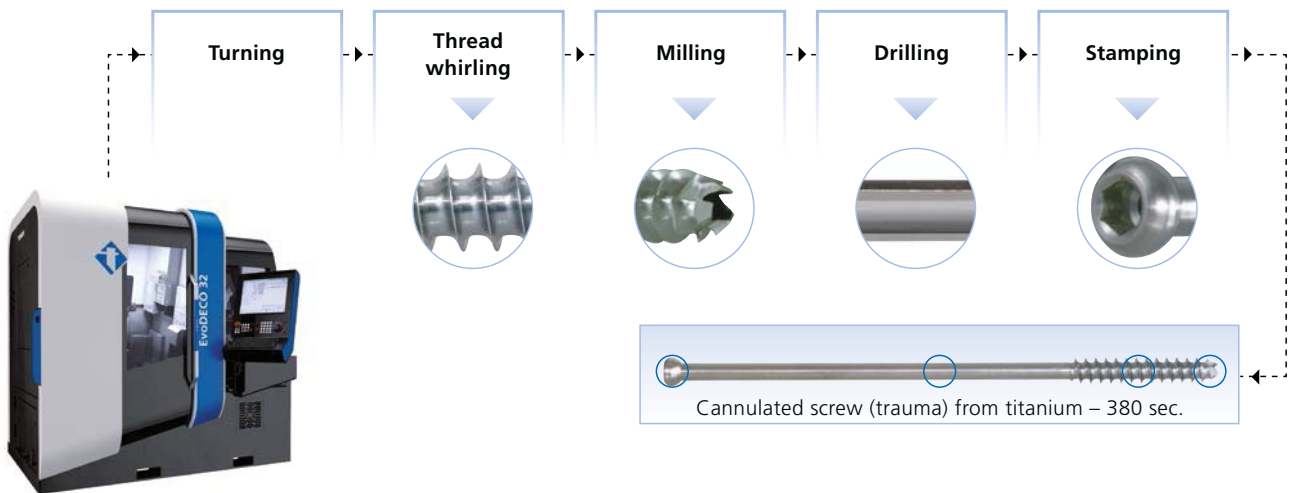 Turning
Thread
whirling
Milling
Drilling
Stamping
EvoDECO 32
Cannulated screw (trauma) from titanium – 380 sec.